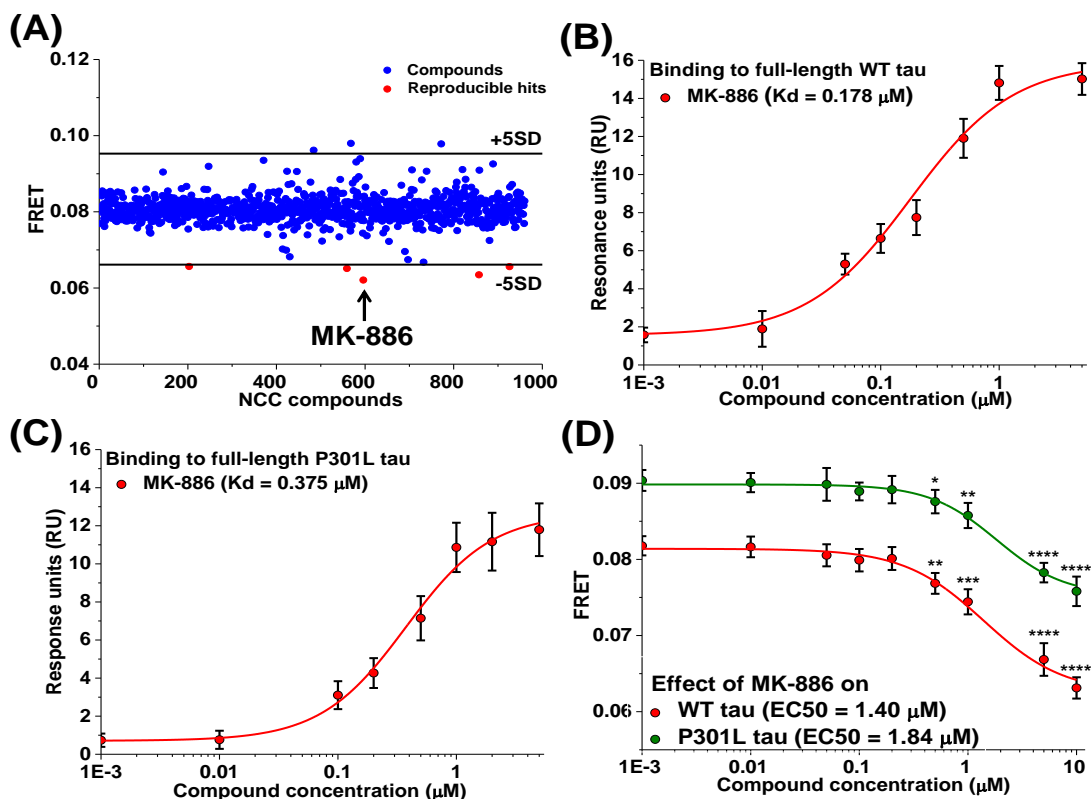 (A)
0.12
0.10
0.08
0.06
0.04
FRET
Compounds
Reproducible hits
+5SD
-5SD
MK-886
0 200 400 600 800 1000
NCC compounds
(B)
16
14
12
10
8
6
4
2
0
Resonance units (RU)
Binding to full-length WT tau
MK-886 (Kd = 0.178 μM)
1E-3 0.01 0.1 1
Compound concentration (μM)
(C)
16
14
12
10
8
6
4
2
0
Response units (RU)
Binding to full-length P301L tau
MK-886 (Kd = 0.375 μM)
1E-3 0.01 0.1 1
Compound concentration (μM)
(D)
0.09
0.08
0.07
0.06
FRET
* ** **** ****
** *** **** ****
Effect of MK-886 on
WT tau (EC50 = 1.40 μM)
P301L tau (EC50 = 1.84 μM)
1E-3 0.01 0.1 1 10
Compound concentration (μM)